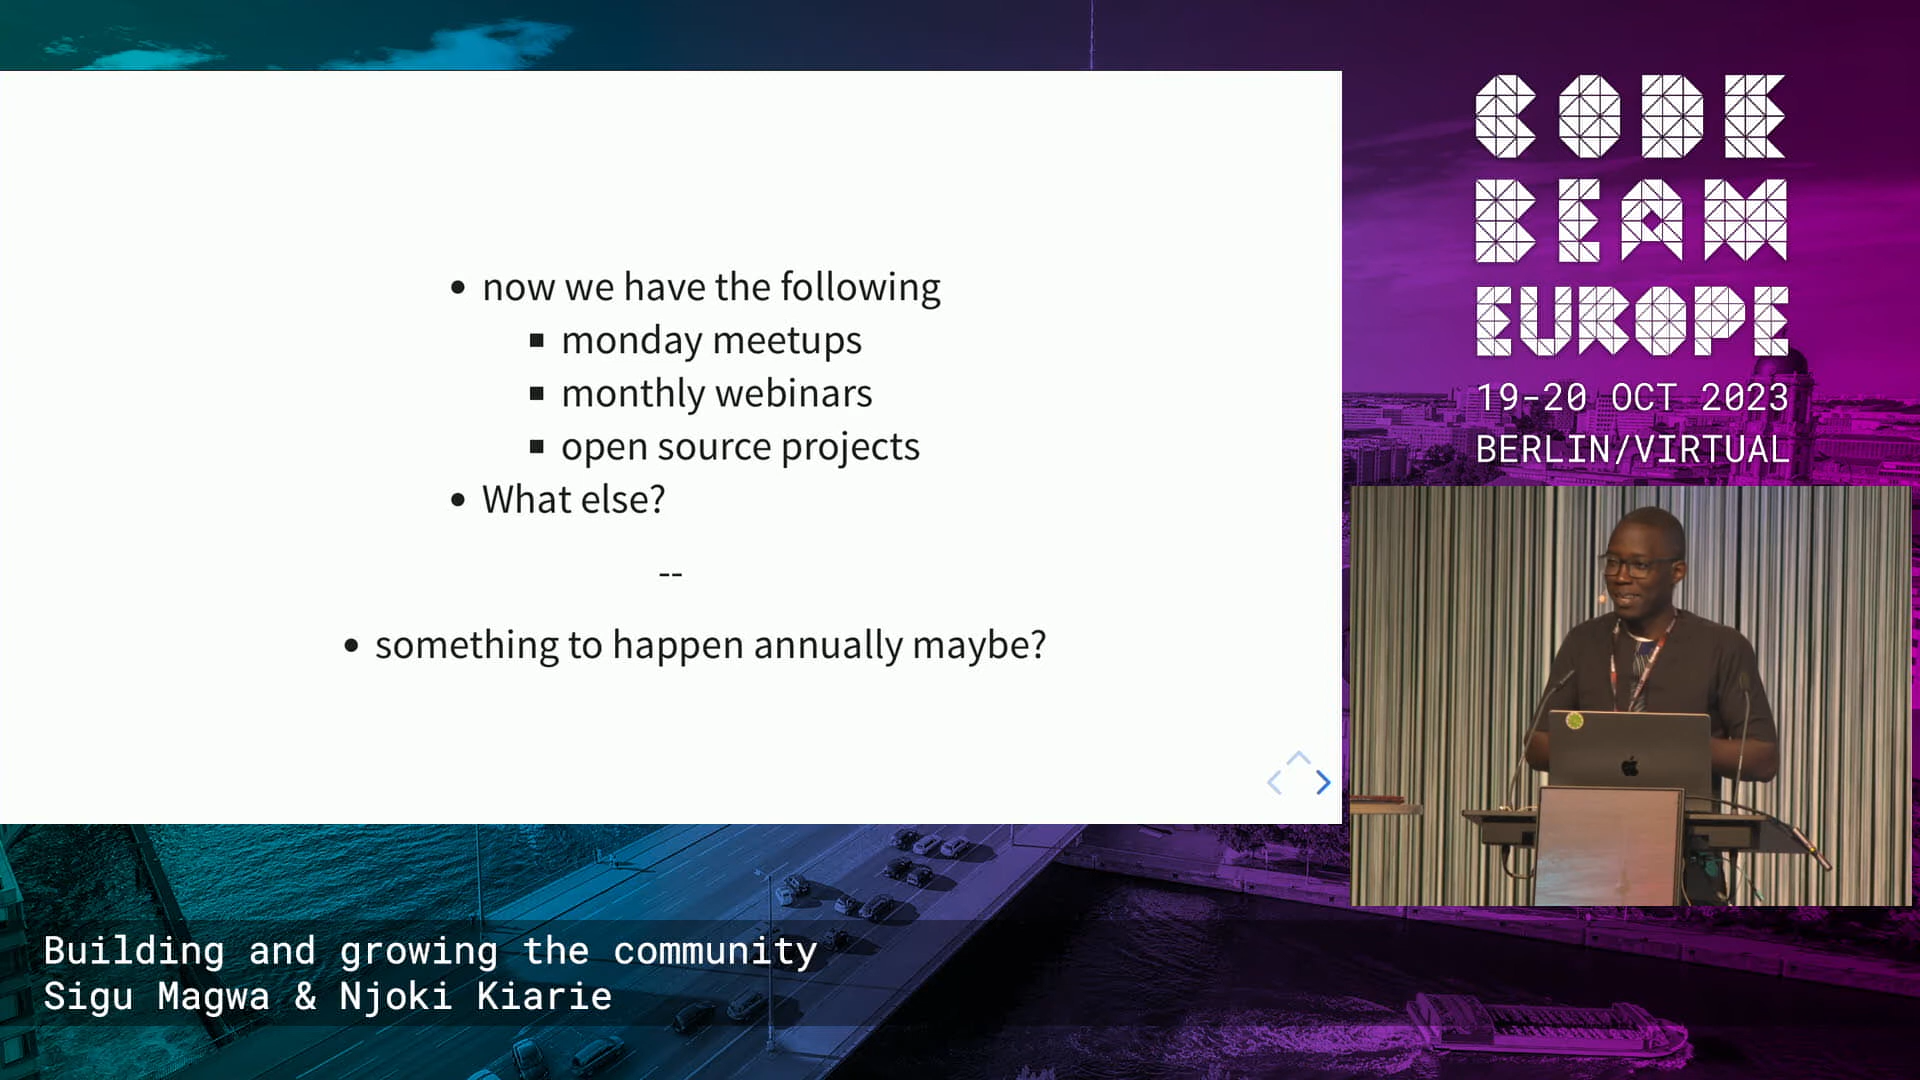 now we have the following
monday meetups
monthly webinars
open source projects
What else?
--
something to happen annually maybe?
CODE
BEAM
EUROPE
19-20 OCT 2023
BERLIN/VIRTUAL
Building and growing the community
Sigu Magwa & Njoki Kiarie